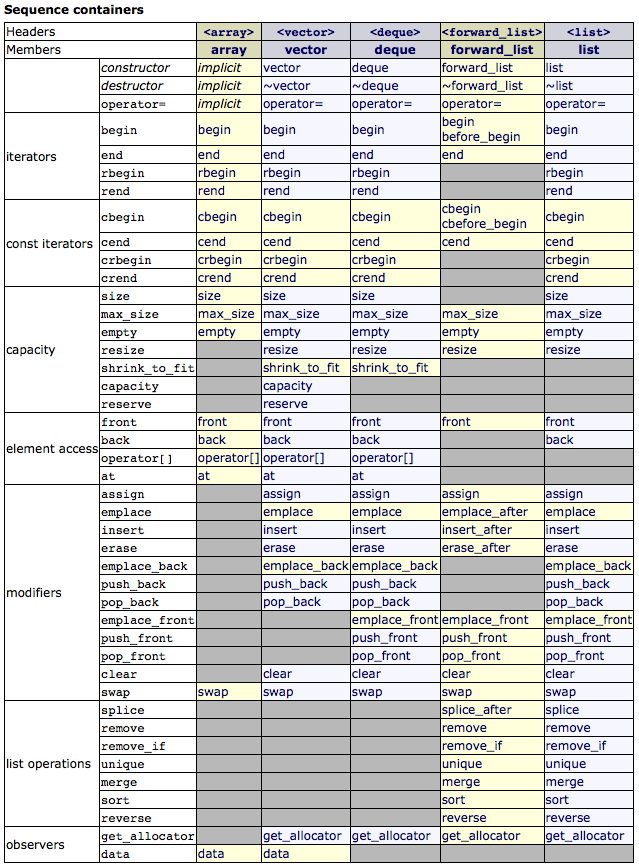 Sequence containers
Headers <array> <vector> <deque> <forward_list> <list>
Members array vector deque forward_list list
constructor implicit vector deque forward_list list
destructor implicit ~vector ~deque ~forward_list ~list
operator= implicit operator= operator= operator= operator=
iterators
begin begin begin begin begin before_begin begin
end end end end end end
rbegin rbegin rbegin rbegin rbegin
rend rend rend rend rend
const iterators
cbegin cbegin cbegin cbegin cbegin cbefore_begin cbegin
cend cend cend cend cend cend
crbegin crbegin crbegin crbegin crbegin
crend crend crend crend crend
capacity
size size size size size
max_size max_size max_size max_size max_size max_size
empty empty empty empty empty empty
resize resize resize resize resize
shrink_to_fit shrink_to_fit shrink_to_fit
capacity capacity
reserve reserve
element access
front front front front front front
back back back back back
operator[] operator[] operator[] operator[]
at at at at
modifiers
assign assign assign assign assign
emplace emplace emplace emplace_after emplace
insert insert insert insert_after insert
erase erase erase erase_after erase
emplace_back emplace_back emplace_back emplace_back
push_back push_back push_back push_back
pop_back pop_back pop_back pop_back
emplace_front emplace_front emplace_front emplace_front
push_front push_front push_front push_front
pop_front pop_front pop_front pop_front
clear clear clear clear clear
swap swap swap swap swap swap
list operations
splice splice_after splice
remove remove remove
remove_if remove_if remove_if
unique unique unique
merge merge merge
sort sort sort
reverse reverse reverse
observers
get_allocator get_allocator get_allocator get_allocator get_allocator
data data data